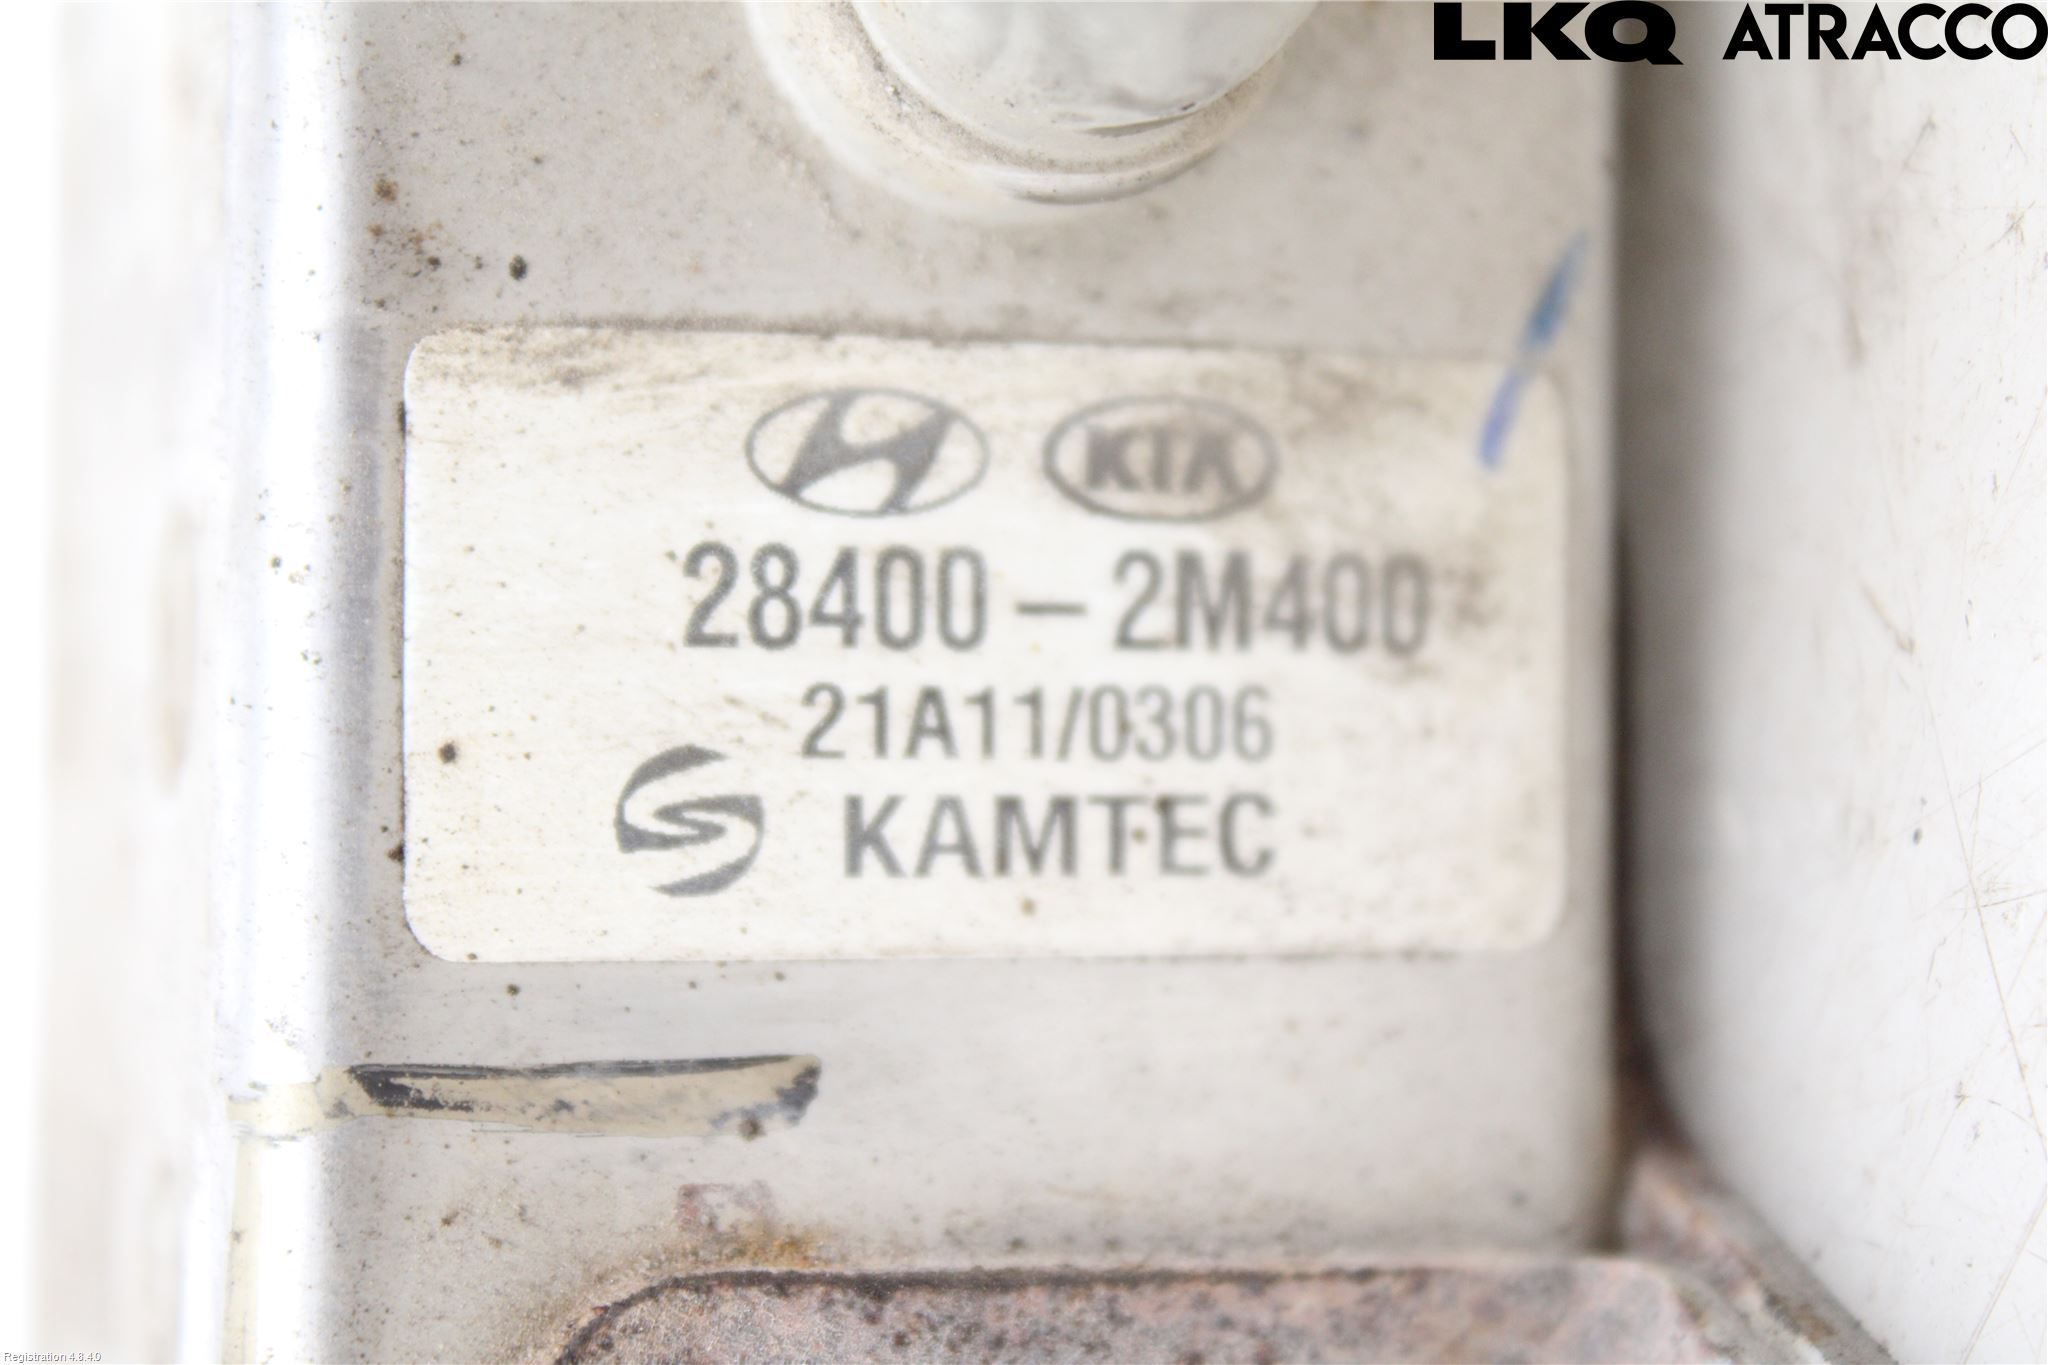 LKQ ATRACCO
KIA
28400-2M400
21A11/0306
KAMTEC
Registration 4.8.4.0